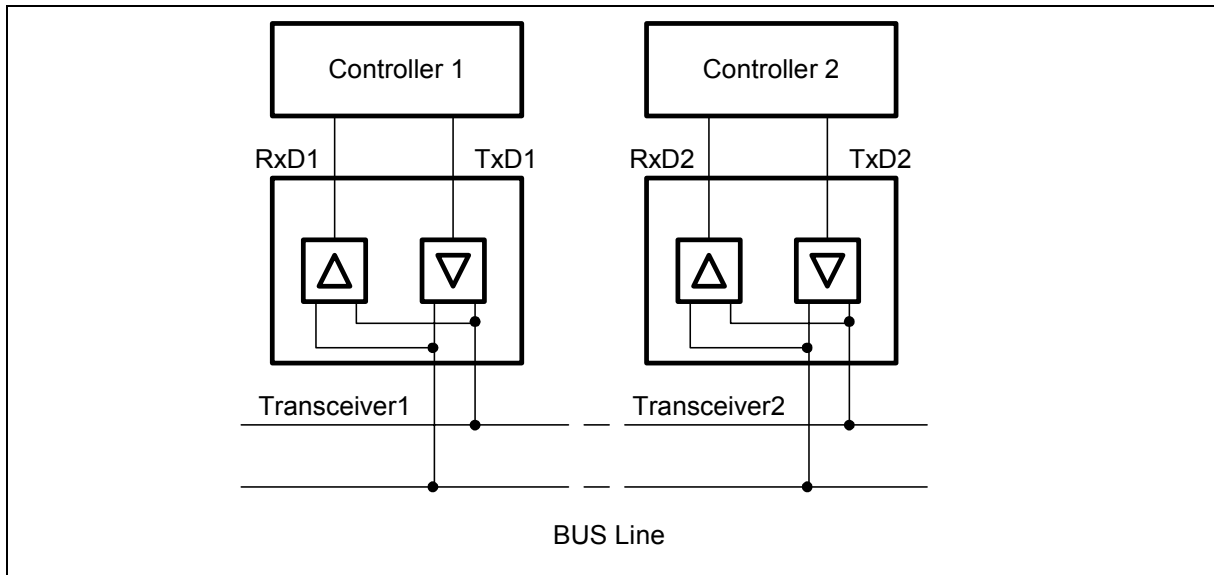 Controller 1
Controller 2
RxD1
TxD1
RxD2
TxD2
Transceiver1
Transceiver2
BUS Line